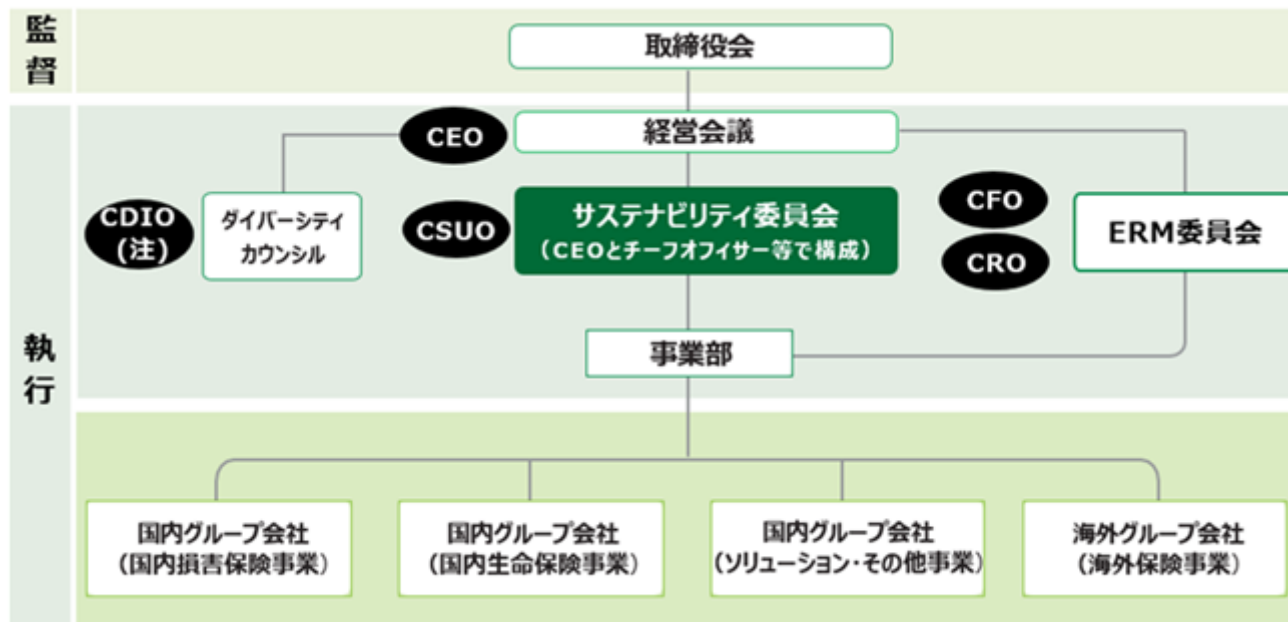 監督
取締役会
執行
CEO
経営会議
CDIO
(注)
ダイバーシティ
カウンシル
CSUO
サステナビリティ委員会
（CEOとチーフオフィサー等で構成）
CFO
CRO
ERM委員会
事業部
国内グループ会社
（国内損害保険事業）
国内グループ会社
（国内生命保険事業）
国内グループ会社
（ソリューション・その他事業）
海外グループ会社
（海外保険事業）